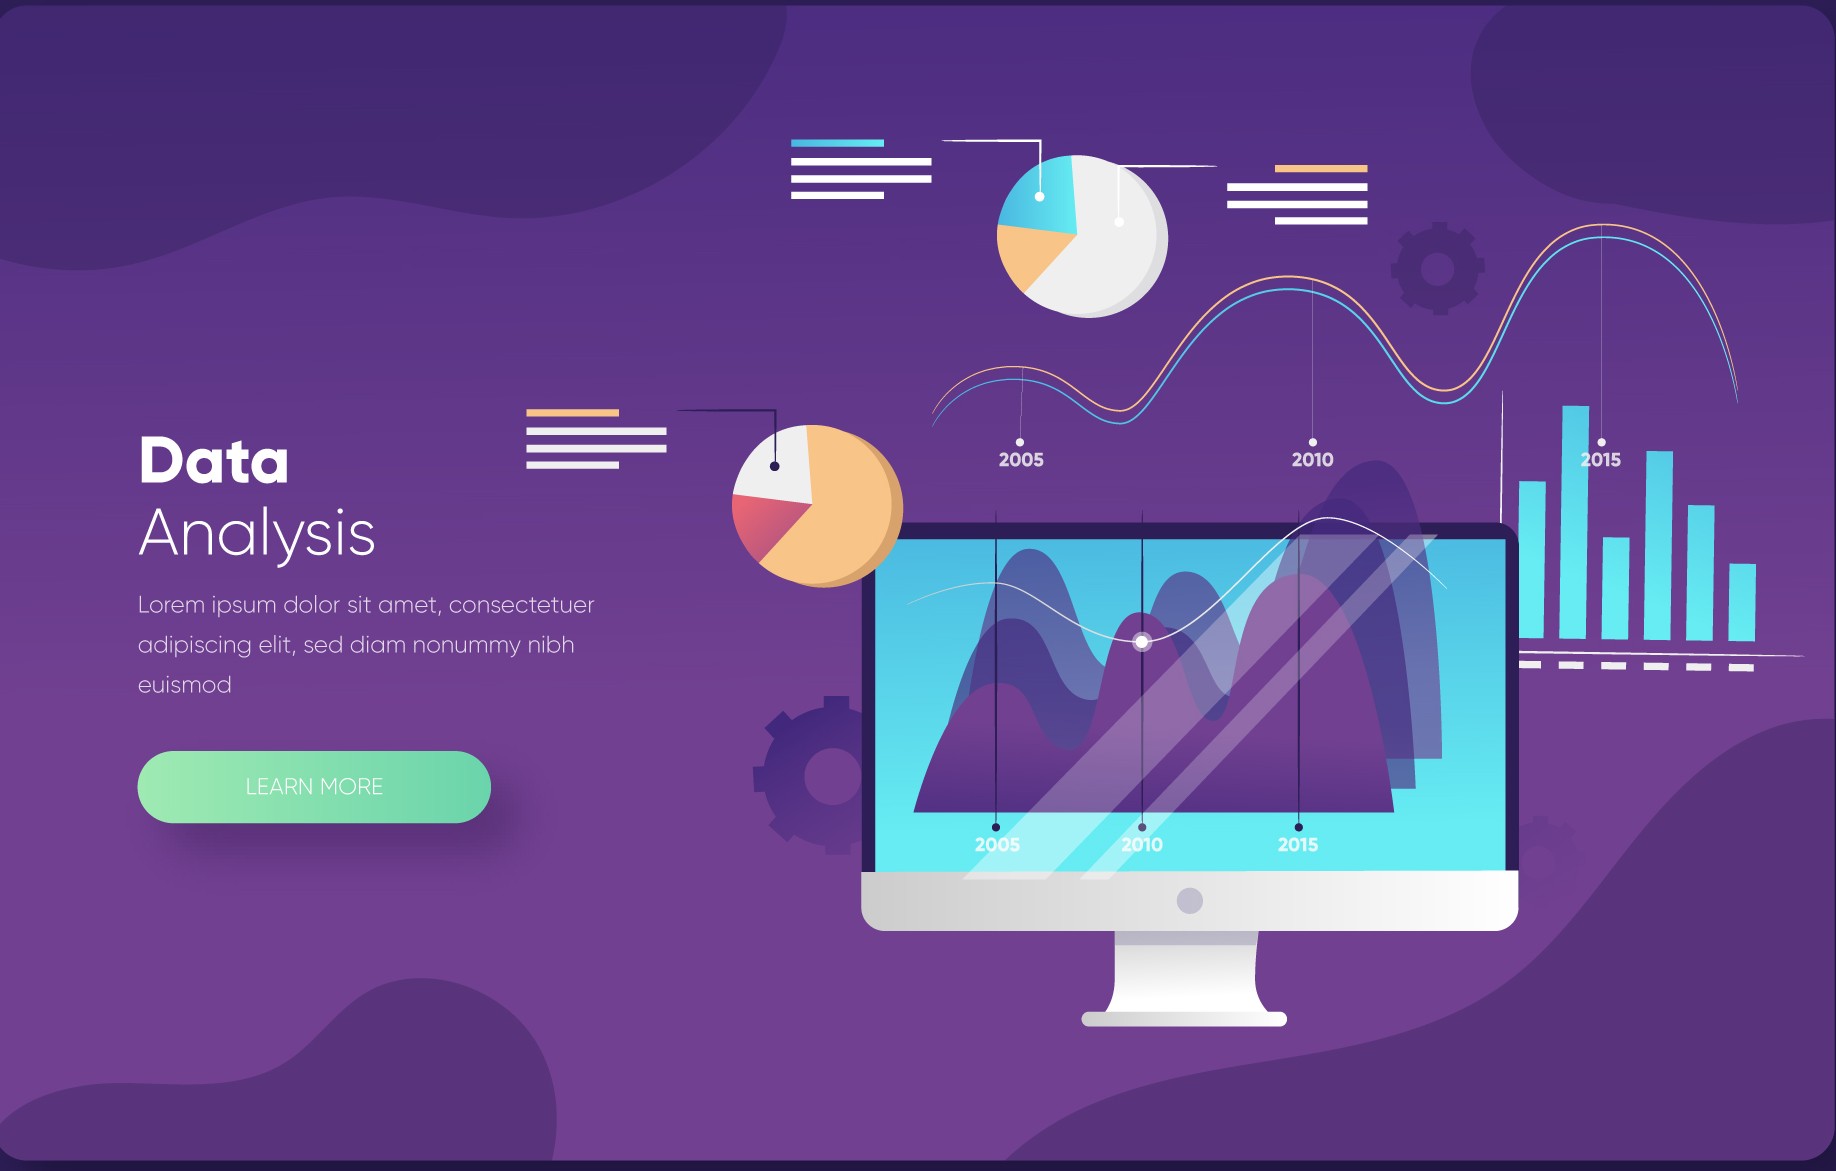 Data
Analysis
Lorem ipsum dolor sit amet, consectetuer
adipiscing elit, sed diam nonummy nibh
euismod
LEARN MORE
2005 2010 2015
2005 2010 2015